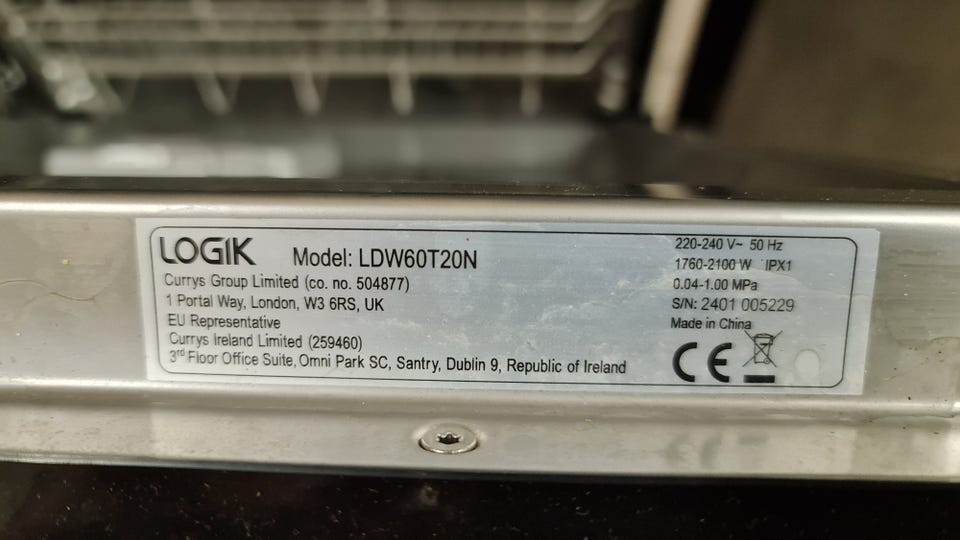 LOGIK Model: LDW60T20N
Currys Group Limited (co. no. 504877)
1 Portal Way, London, W3 6RS, UK
EU Representative
Currys Ireland Limited (259460)
3rd Floor Office Suite, Omni Park SC, Santry, Dublin 9, Republic of Ireland
220-240 V~ 50 Hz
1760-2100 W IPX1
0.04-1.00 MPa
S/N: 2401 005229
Made in China
CE